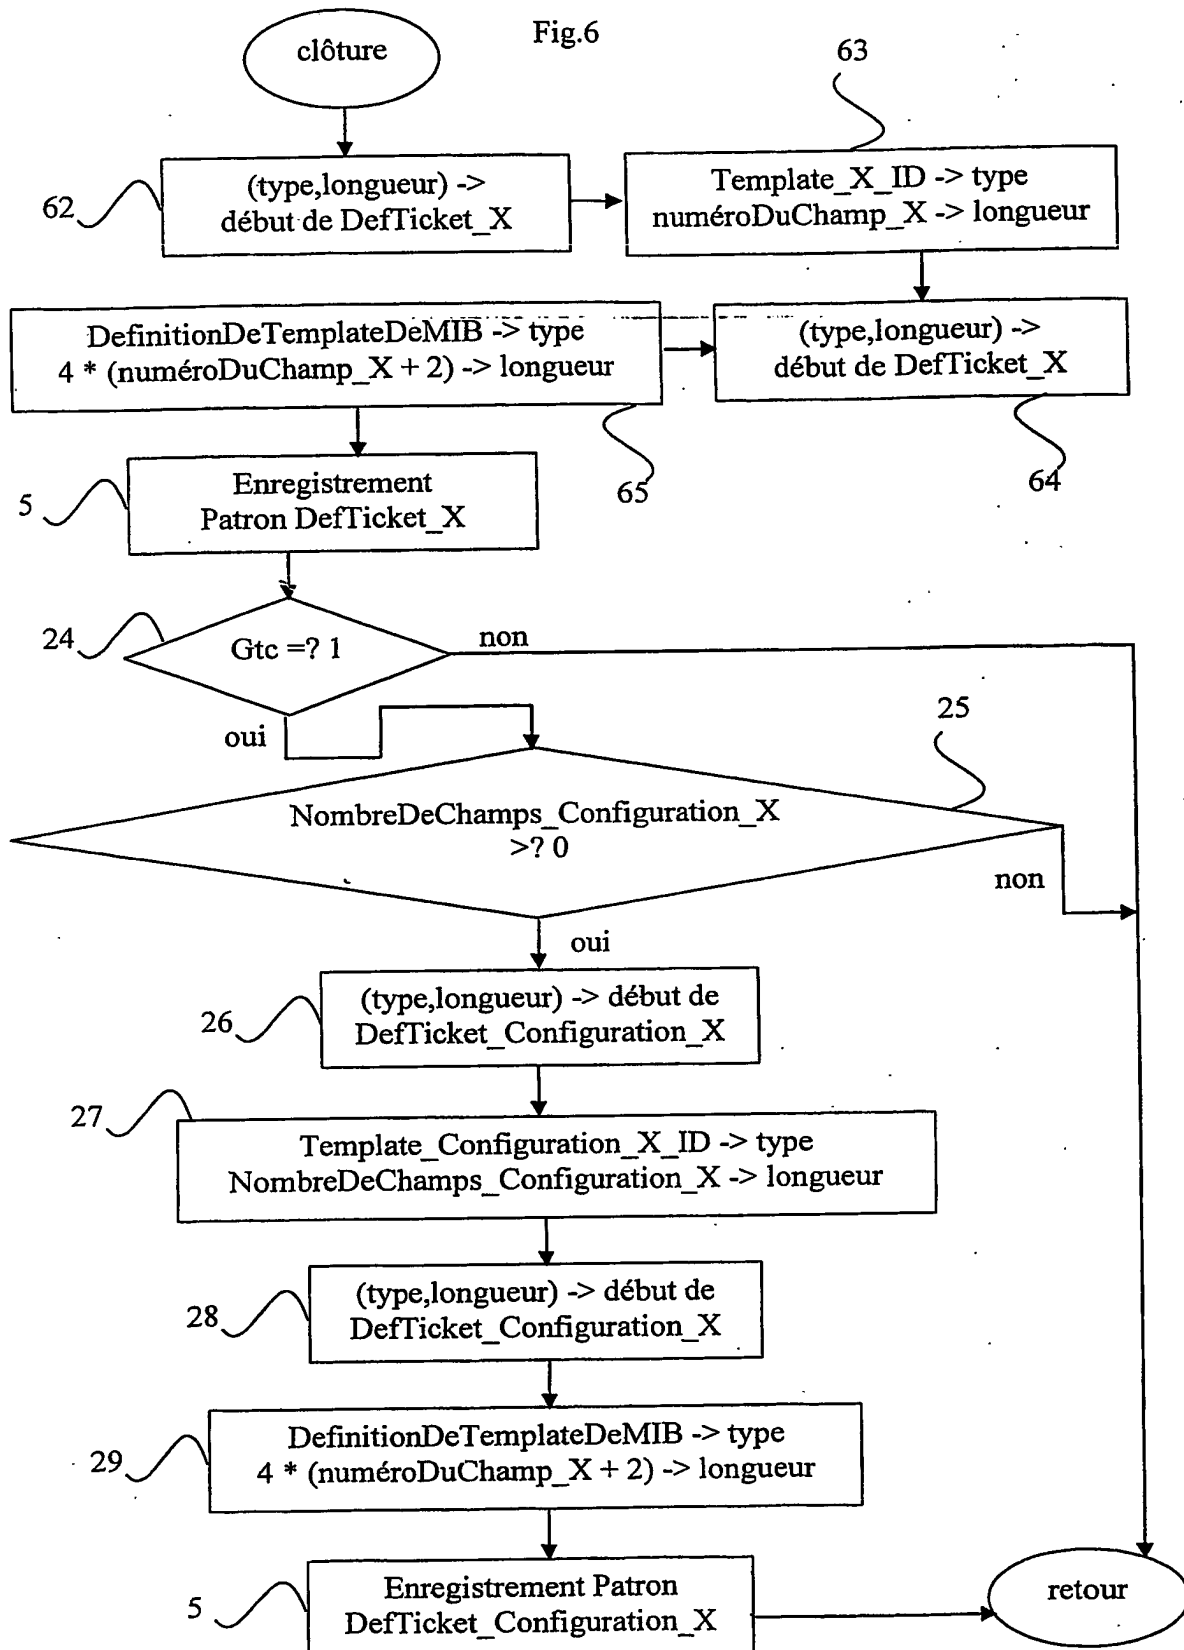 Fig.6
clôture
63
62
(type,longueur) ->
début de DefTicket_X
Template_X_ID -> type
numéroDuChamp_X -> longueur
DefinitionDeTemplateDeMIB -> type
4 * (numéroDuChamp_X + 2) -> longueur
(type,longueur) ->
début de DefTicket_X
65
64
5
Enregistrement
Patron DefTicket_X
24
Gtc =? 1
non
oui
25
NombreDeChamps_Configuration_X
>? 0
non
oui
26
(type,longueur) -> début de
DefTicket_Configuration_X
27
Template_Configuration_X_ID -> type
NombreDeChamps_Configuration_X -> longueur
28
(type,longueur) -> début de
DefTicket_Configuration_X
29
DefinitionDeTemplateDeMIB -> type
4 * (numéroDuChamp_X + 2) -> longueur
5
Enregistrement Patron
DefTicket_Configuration_X
retour